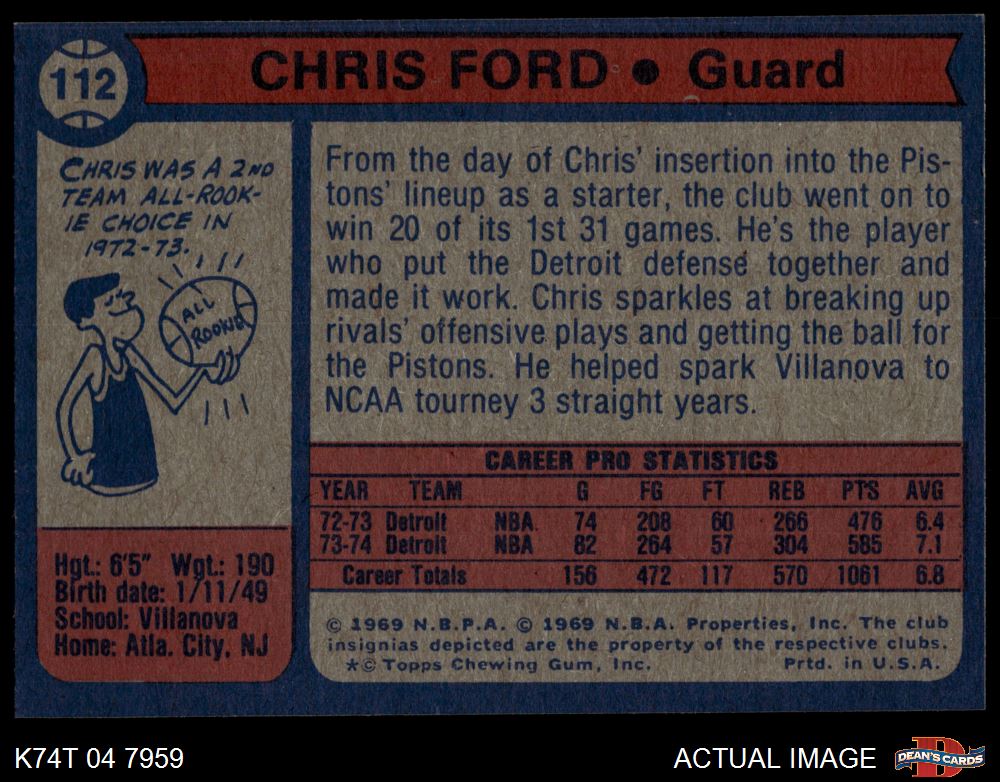 112
CHRIS FORD ● Guard
CHRIS WAS A 2ND
TEAM ALL-ROOK-
IE CHOICE IN
1972-73.
ALL
ROOKIE
Hgt.: 6'5" Wgt.: 190
Birth date: 1/11/49
School: Villanova
Home: Atla. City, NJ
From the day of Chris' insertion into the Pis-
tons' lineup as a starter, the club went on to
win 20 of its 1st 31 games. He's the player
who put the Detroit defense together and
made it work. Chris sparkles at breaking up
rivals' offensive plays and getting the ball for
the Pistons. He helped spark Villanova to
NCAA tourney 3 straight years.
CAREER PRO STATISTICS
YEAR TEAM G FG FT REB PTS AVG
72-73 Detroit NBA 74 208 60 266 476 6.4
73-74 Detroit NBA 82 264 57 304 585 7.1
Career Totals 156 472 117 570 1061 6.8
© 1969 N.B.P.A. © 1969 N.B.A. Properties, Inc. The club
insignias depicted are the property of the respective clubs.
*© Topps Chewing Gum, Inc. Prtd. in U.S.A.
K74T 04 7959
ACTUAL IMAGE
D
DEAN'S CARDS